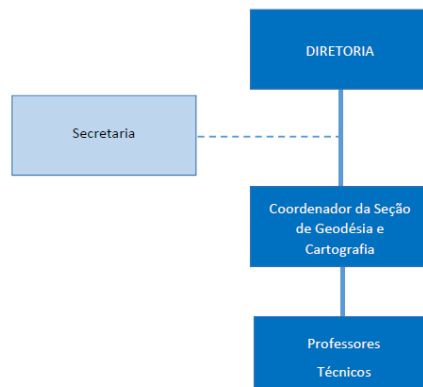 DIRETORIA
Secretaria
Coordenador da Seção
de Geodésia e
Cartografia
Professores
Técnicos